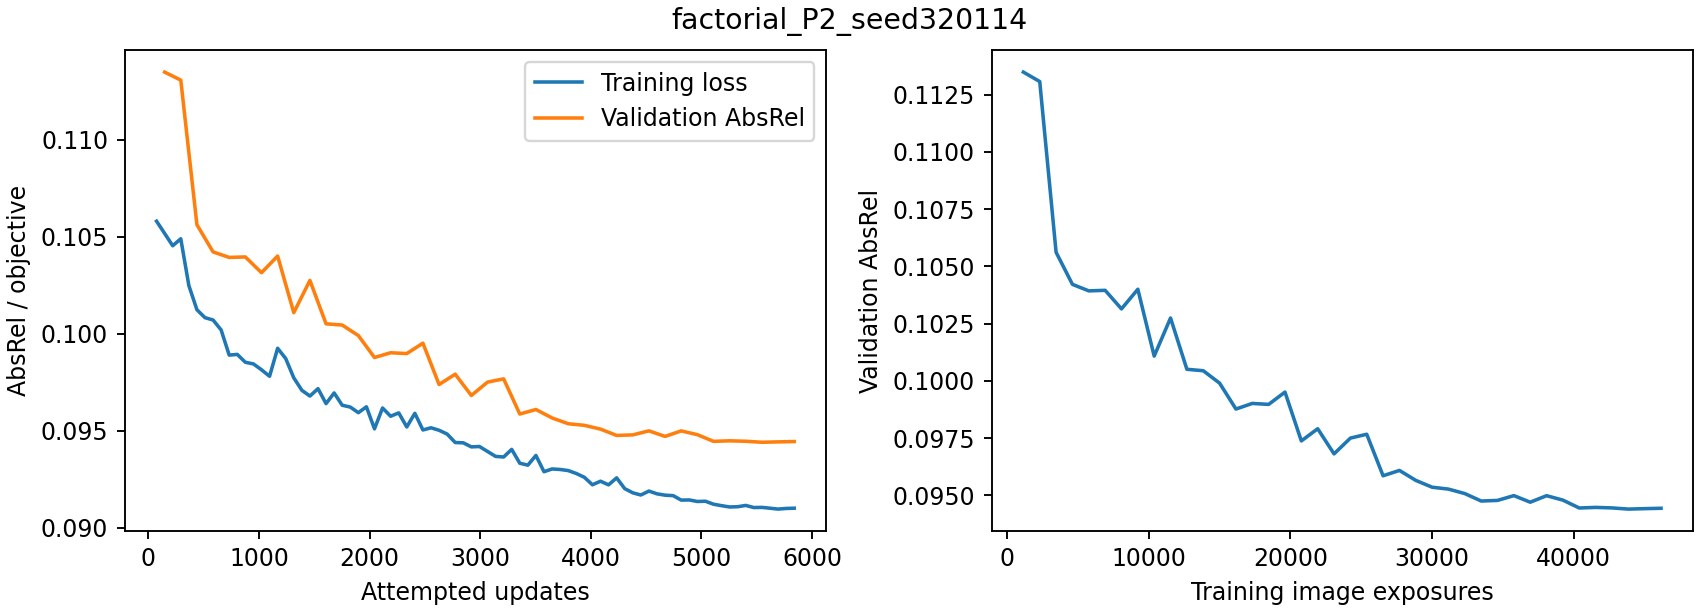 factorial_P2_seed320114
AbsRel / objective
0.110
0.105
0.100
0.095
0.090
Training loss
Validation AbsRel
0 1000 2000 3000 4000 5000 6000
Attempted updates
Validation AbsRel
0.1125
0.1100
0.1075
0.1050
0.1025
0.1000
0.0975
0.0950
0 10000 20000 30000 40000
Training image exposures